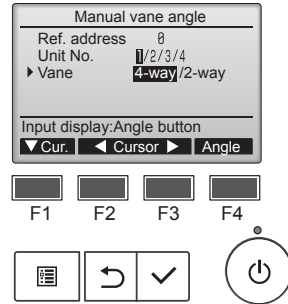 Manual vane angle
Ref. address 0
Unit No. 1/2/3/4
Vane 4-way/2-way
Input display:Angle button
▼ Cur. ◀ Cursor ▶ Angle
F1 F2 F3 F4